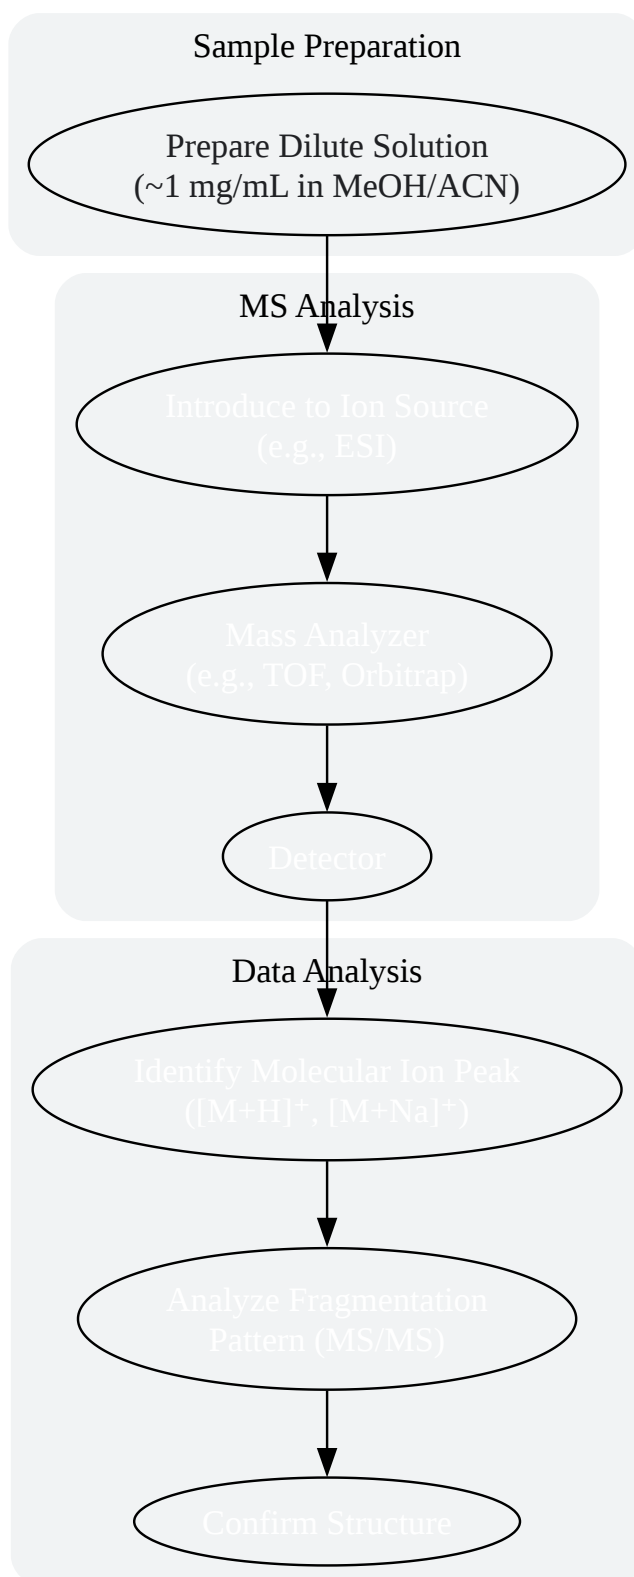 Sample Preparation
Prepare Dilute Solution
(~1 mg/mL in MeOH/ACN)
MS Analysis
Introduce to Ion Source
(e.g., ESI)
Mass Analyzer
(e.g., TOF, Orbitrap)
Detector
Data Analysis
Identify Molecular Ion Peak
([M+H]⁺, [M+Na]⁺)
Analyze Fragmentation
Pattern (MS/MS)
Confirm Structure